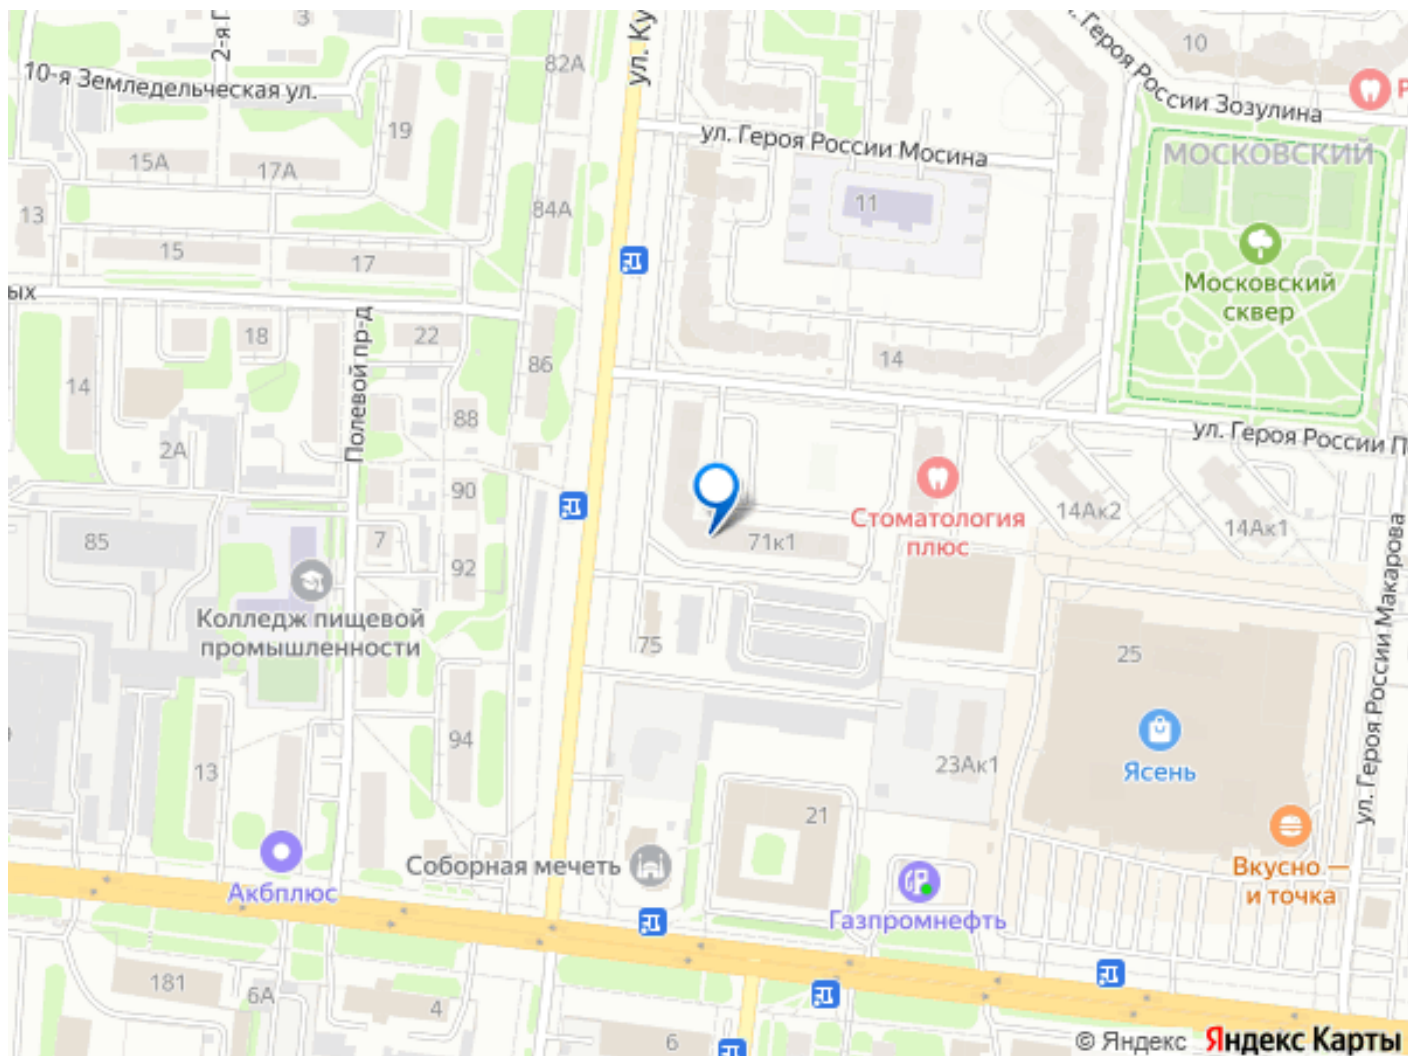 3
2-я
10
82А
ул. Ку
10-я Земледельческая ул.
Героя России Зозулина
19
ул. Героя России Мосина
МОСКОВСКИЙ
15А
17А
11
13
84А
15
17
Московский
сквер
ых
18
22
14
86
14
Полевой пр-д
88
ул. Героя России П
2А
90
Стоматология
плюс
14Ак2
14Ак1
85
7
71к1
92
Колледж пищевой
промышленности
75
25
ул. Героя России Макарова
94
13
23Ак1
Ясень
21
Соборная мечеть
Вкусно —
и точка
Акбплюс
Газпромнефть
181
6А
4
6
© Яндекс Яндекс Карты